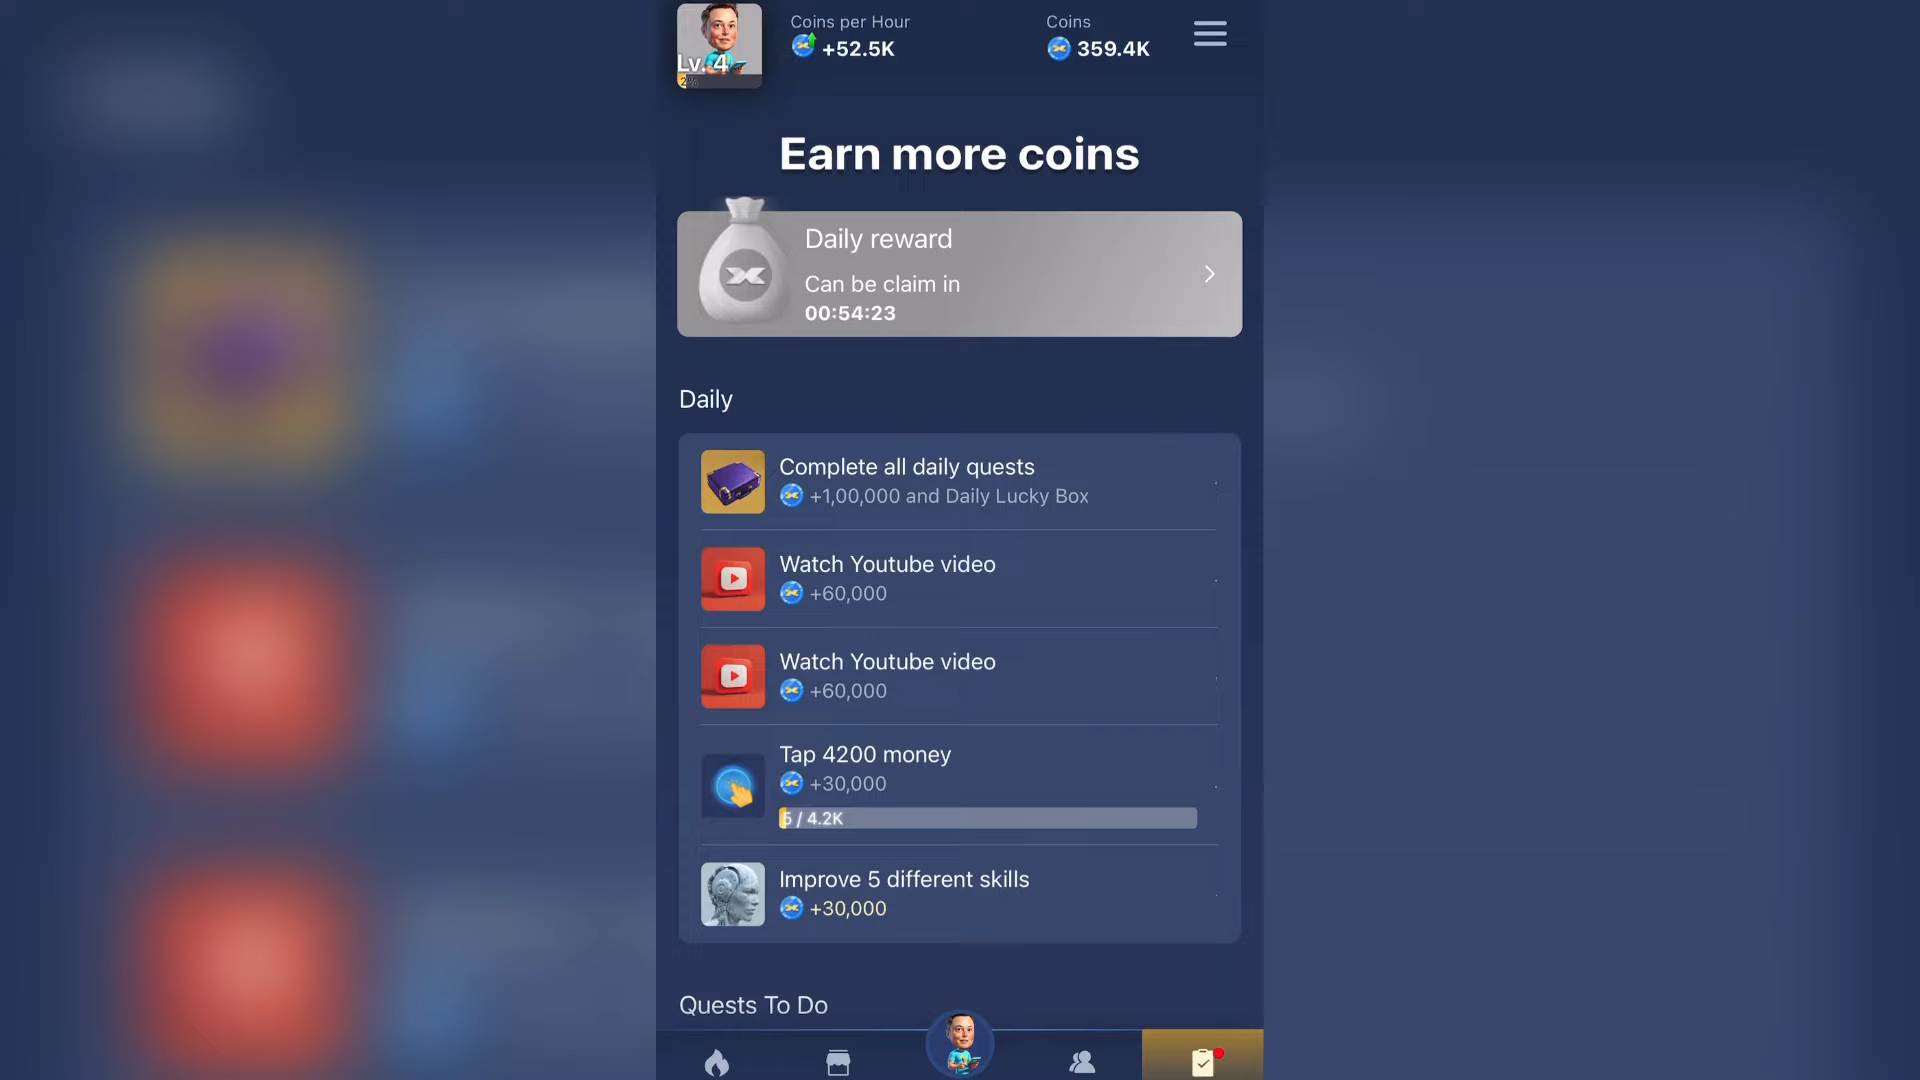 Coins per Hour
+52.5K
Coins
359.4K
Lv. 4
2%
Earn more coins
Daily reward
Can be claim in
00:54:23
Daily
Complete all daily quests
+1,00,000 and Daily Lucky Box
Watch Youtube video
+60,000
Watch Youtube video
+60,000
Tap 4200 money
+30,000
5 / 4.2K
Improve 5 different skills
+30,000
Quests To Do